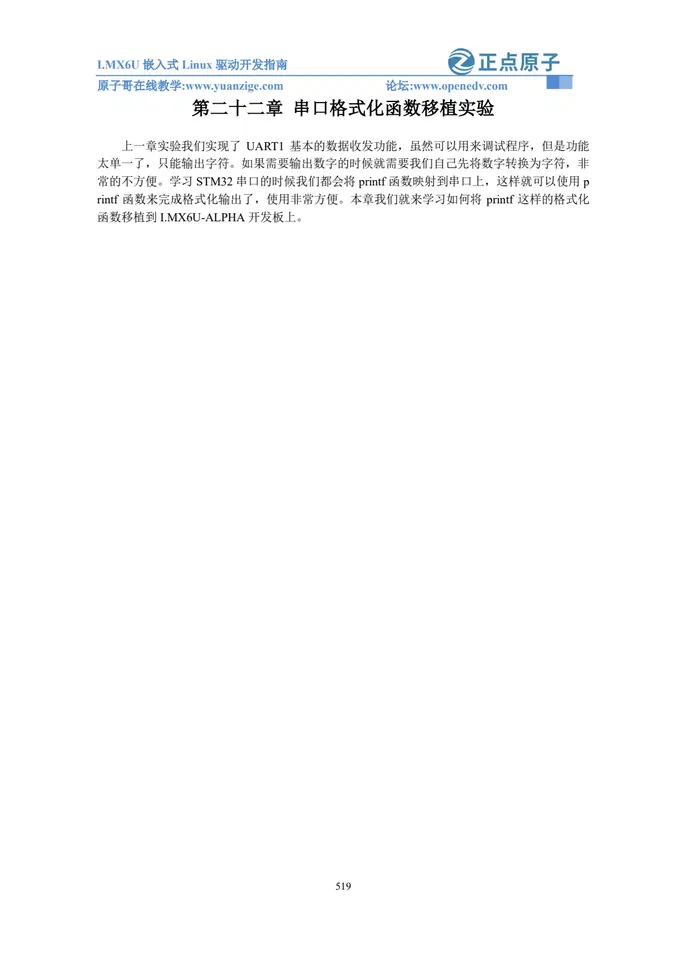 I.MX6U 嵌入式 Linux 驱动开发指南
正点原子
原子哥在线教学:www.yuanzige.com 论坛:www.openedv.com
第二十二章 串口格式化函数移植实验
上一章实验我们实现了 UART1 基本的数据收发功能，虽然可以用来调试程序，但是功能
太单一了，只能输出字符。如果需要输出数字的时候就需要我们自己先将数字转换为字符，非
常的不方便。学习 STM32 串口的时候我们都会将 printf 函数映射到串口上，这样就可以使用 p
rintf 函数来完成格式化输出了，使用非常方便。本章我们就来学习如何将 printf 这样的格式化
函数移植到 I.MX6U-ALPHA 开发板上。
519